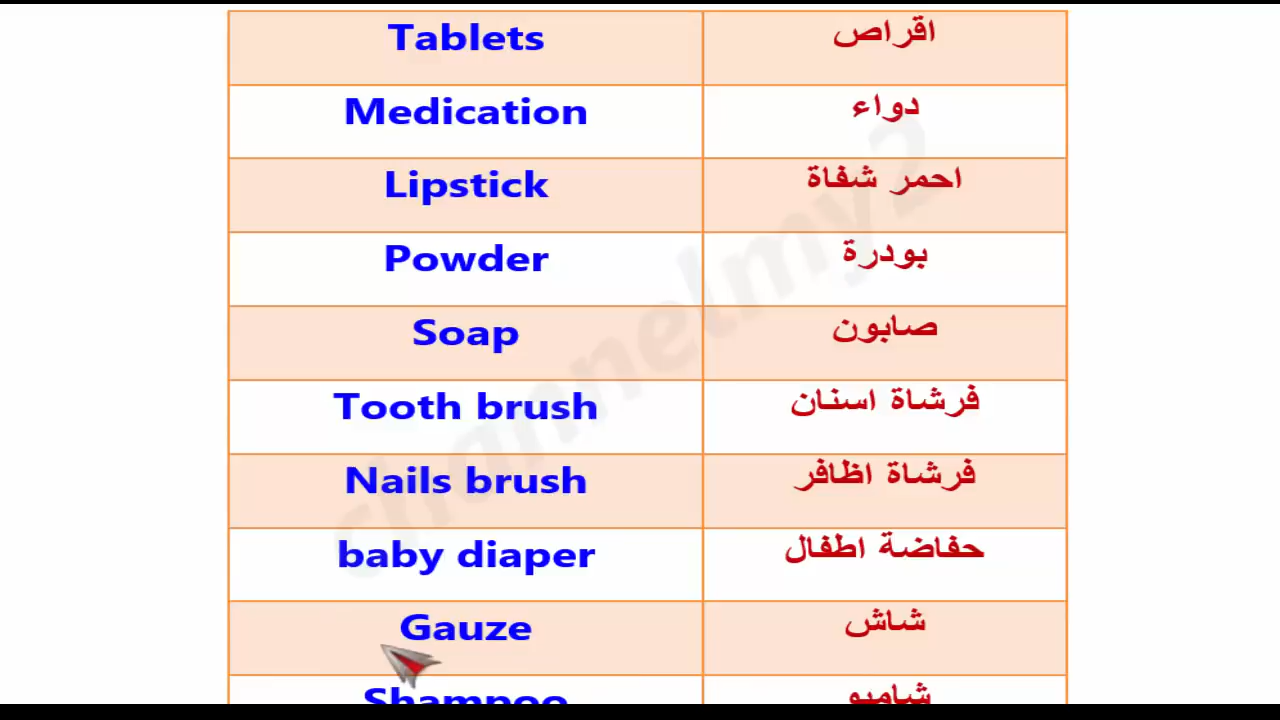 Tablets اقراص
Medication دواء
Lipstick احمر شفاة
Powder بودرة
Soap صابون
Tooth brush فرشاة اسنان
Nails brush فرشاة اظافر
baby diaper حفاضة اطفال
Gauze شاش
Shampoo شامبو
channelmy2